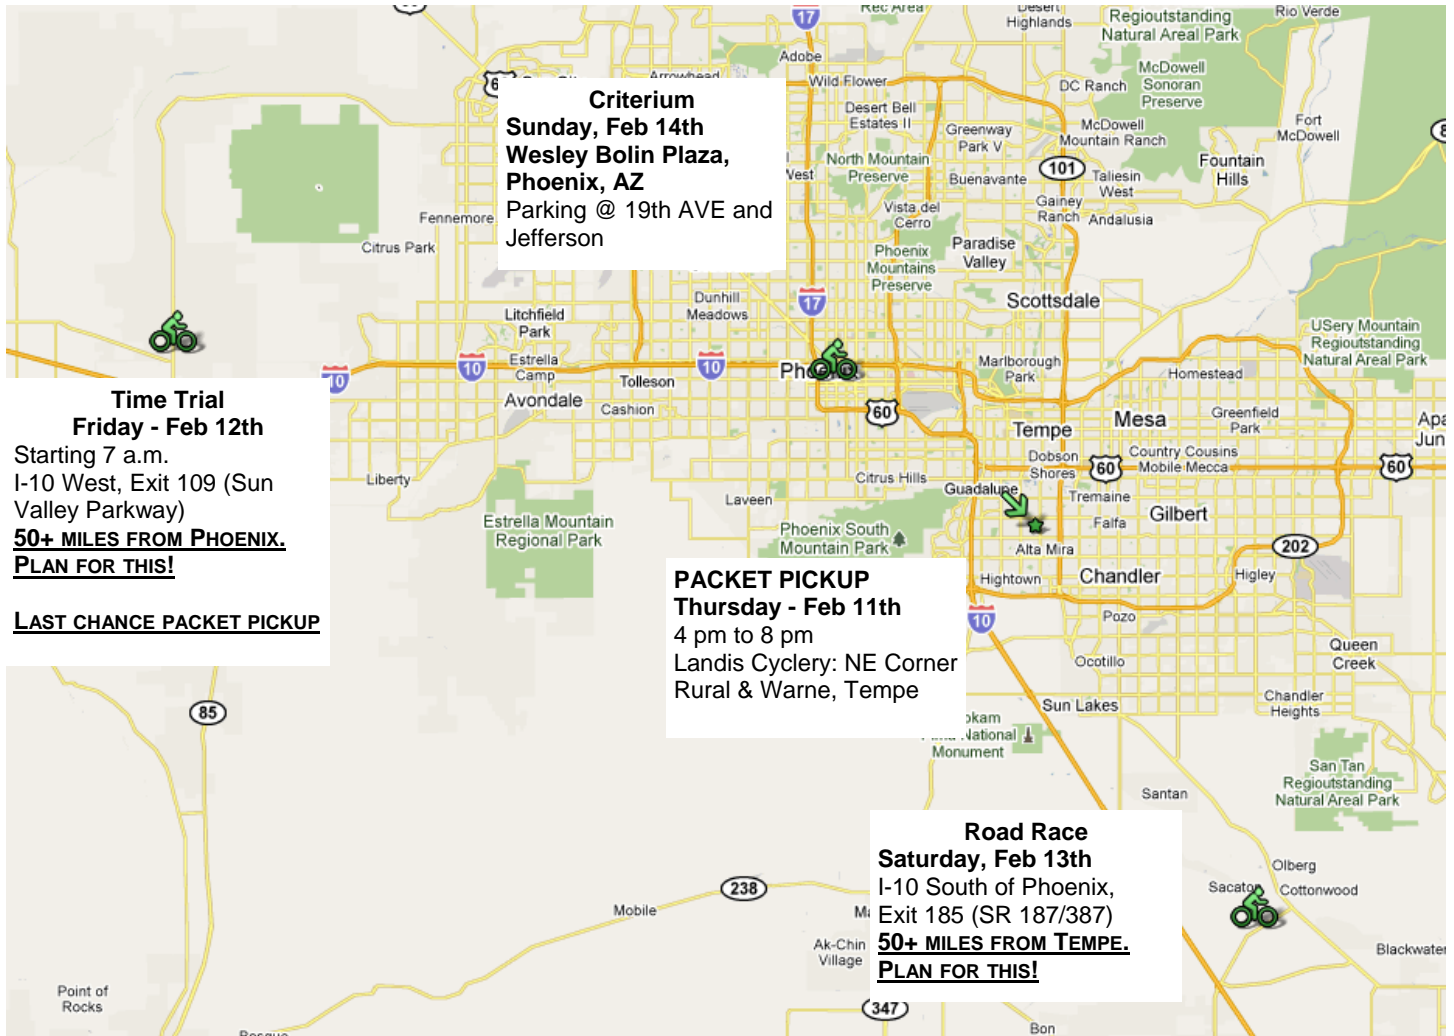 17
Rec Area
Desert
Highlands
Regioutstanding
Natural Areal Park
Rio Verde
Adobe
Wild Flower
Arrowhead
DC Ranch
McDowell
Sonoran
Preserve
Criterium
Sunday, Feb 14th
Wesley Bolin Plaza,
Phoenix, AZ
Parking @ 19th AVE and
Jefferson
Desert Bell
Estates II
Greenway
Park V
McDowell
Mountain Ranch
Fort
McDowell
North Mountain
Preserve
West
Buenavante
101
Taliesin
West
Fountain
Hills
Fennemore
Citrus Park
Vista del
Cerro
Gainey
Ranch
Andalusia
Phoenix
Mountains
Preserve
Paradise
Valley
Dunhill
Meadows
17
Scottsdale
Litchfield
Park
USery Mountain
Regioutstanding
Natural Areal Park
10
10
Estrella
Camp
10
Tolleson
Marlborough
Park
Homestead
Avondale
Cashion
60
Tempe
Mesa
Greenfield
Park
Time Trial
Friday - Feb 12th
Starting 7 a.m.
I-10 West, Exit 109 (Sun
Valley Parkway)
50+ MILES FROM PHOENIX.
PLAN FOR THIS!
LAST CHANCE PACKET PICKUP
Dobson
Shores
60
Country Cousins
Mobile Mecca
60
Liberty
Laveen
Citrus Hills
Guadalupe
Tremaine
Falfa
Gilbert
Estrella Mountain
Regional Park
Phoenix South
Mountain Park
Alta Mira
202
PACKET PICKUP
Thursday - Feb 11th
4 pm to 8 pm
Landis Cyclery: NE Corner
Rural & Warne, Tempe
Hightown
Chandler
Higley
10
Pozo
Ocotillo
Queen
Creek
85
Sun Lakes
Chandler
Heights
National
Monument
San Tan
Regioutstanding
Natural Areal Park
Santan
Road Race
Saturday, Feb 13th
I-10 South of Phoenix,
Exit 185 (SR 187/387)
50+ MILES FROM TEMPE.
PLAN FOR THIS!
Olberg
Sacaton
Cottonwood
238
Mobile
Ak-Chin
Village
Blackwater
Point of
Rocks
347
Bon